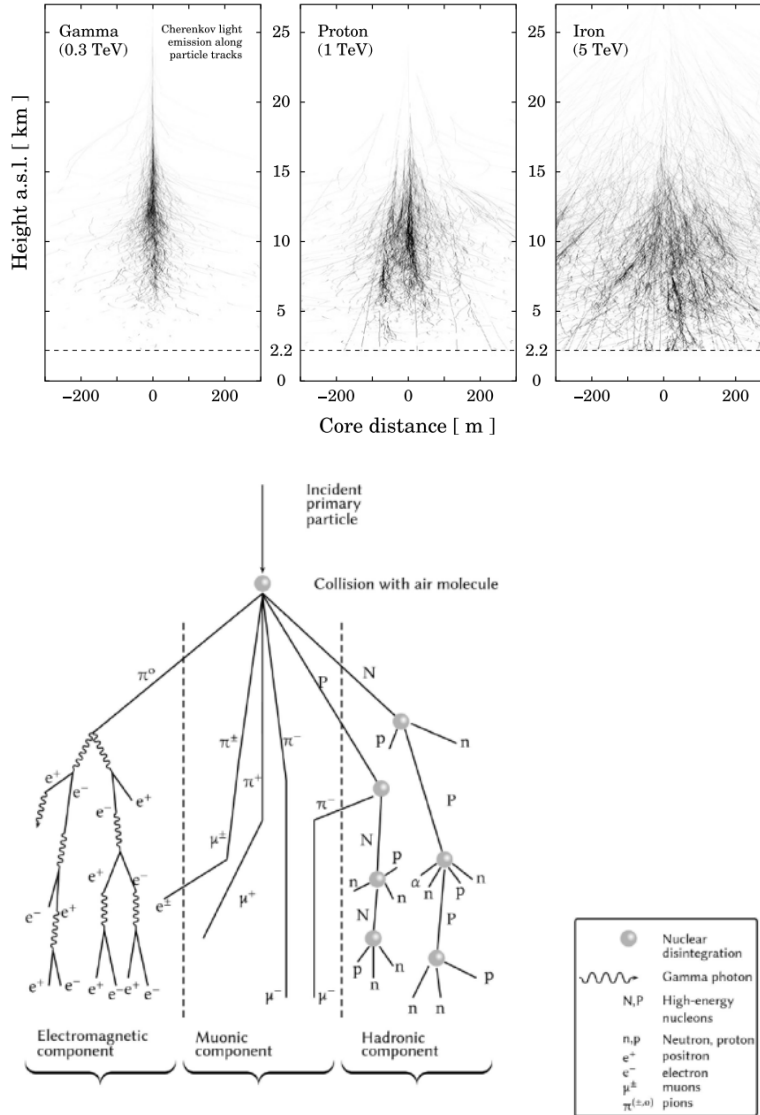 Gamma
(0.3 TeV)
Cherenkov light
emission along
particle tracks
Proton
(1 TeV)
Iron
(5 TeV)
Height a.s.l. [ km ]
25
20
15
10
5
2.2
0
25
20
15
10
5
2.2
0
25
20
15
10
5
2.2
0
−200 0 200
−200 0 200
−200 0 200
Core distance [ m ]
Incident
primary
particle
Collision with air molecule
π⁰
P
N
π±
π⁻
π⁺
p
n
e⁺
e⁻
e⁺
e⁻
π⁻
P
μ±
N
p
e⁺
e⁻
n
n
α
n
p
n
e⁻
e⁺
e±
μ⁺
N
P
p
n
n
p
e⁺
e⁻
e⁺
e⁻
e⁻
μ⁻
μ⁻
n
n
n
Electromagnetic
component
Muonic
component
Hadronic
component
Nuclear
disintegration
Gamma photon
N,P High-energy
nucleons
n,p Neutron, proton
e⁺ positron
e⁻ electron
μ± muons
π(±,o) pions